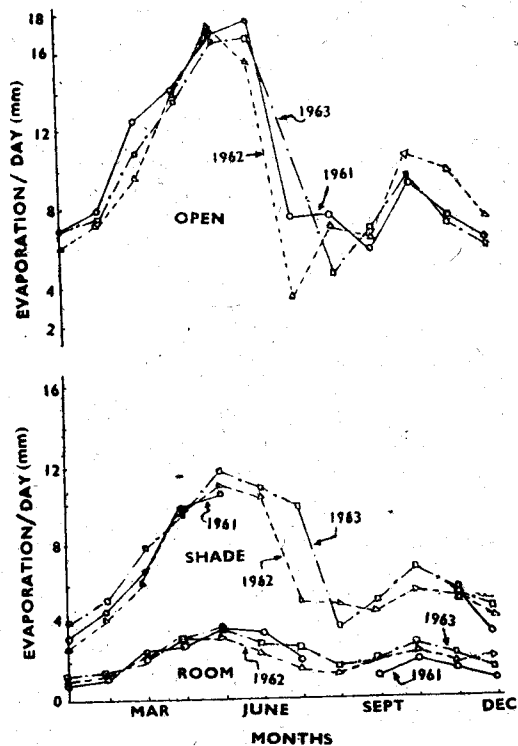 EVAPORATION/DAY (mm)
18
16
12
8
4
2
1963
1962
1961
OPEN
EVAPORATION/DAY (mm)
16
12
8
4
0
1961
SHADE
1963
1962
1963
ROOM
1962
1961
MAR JUNE SEPT DEC
MONTHS